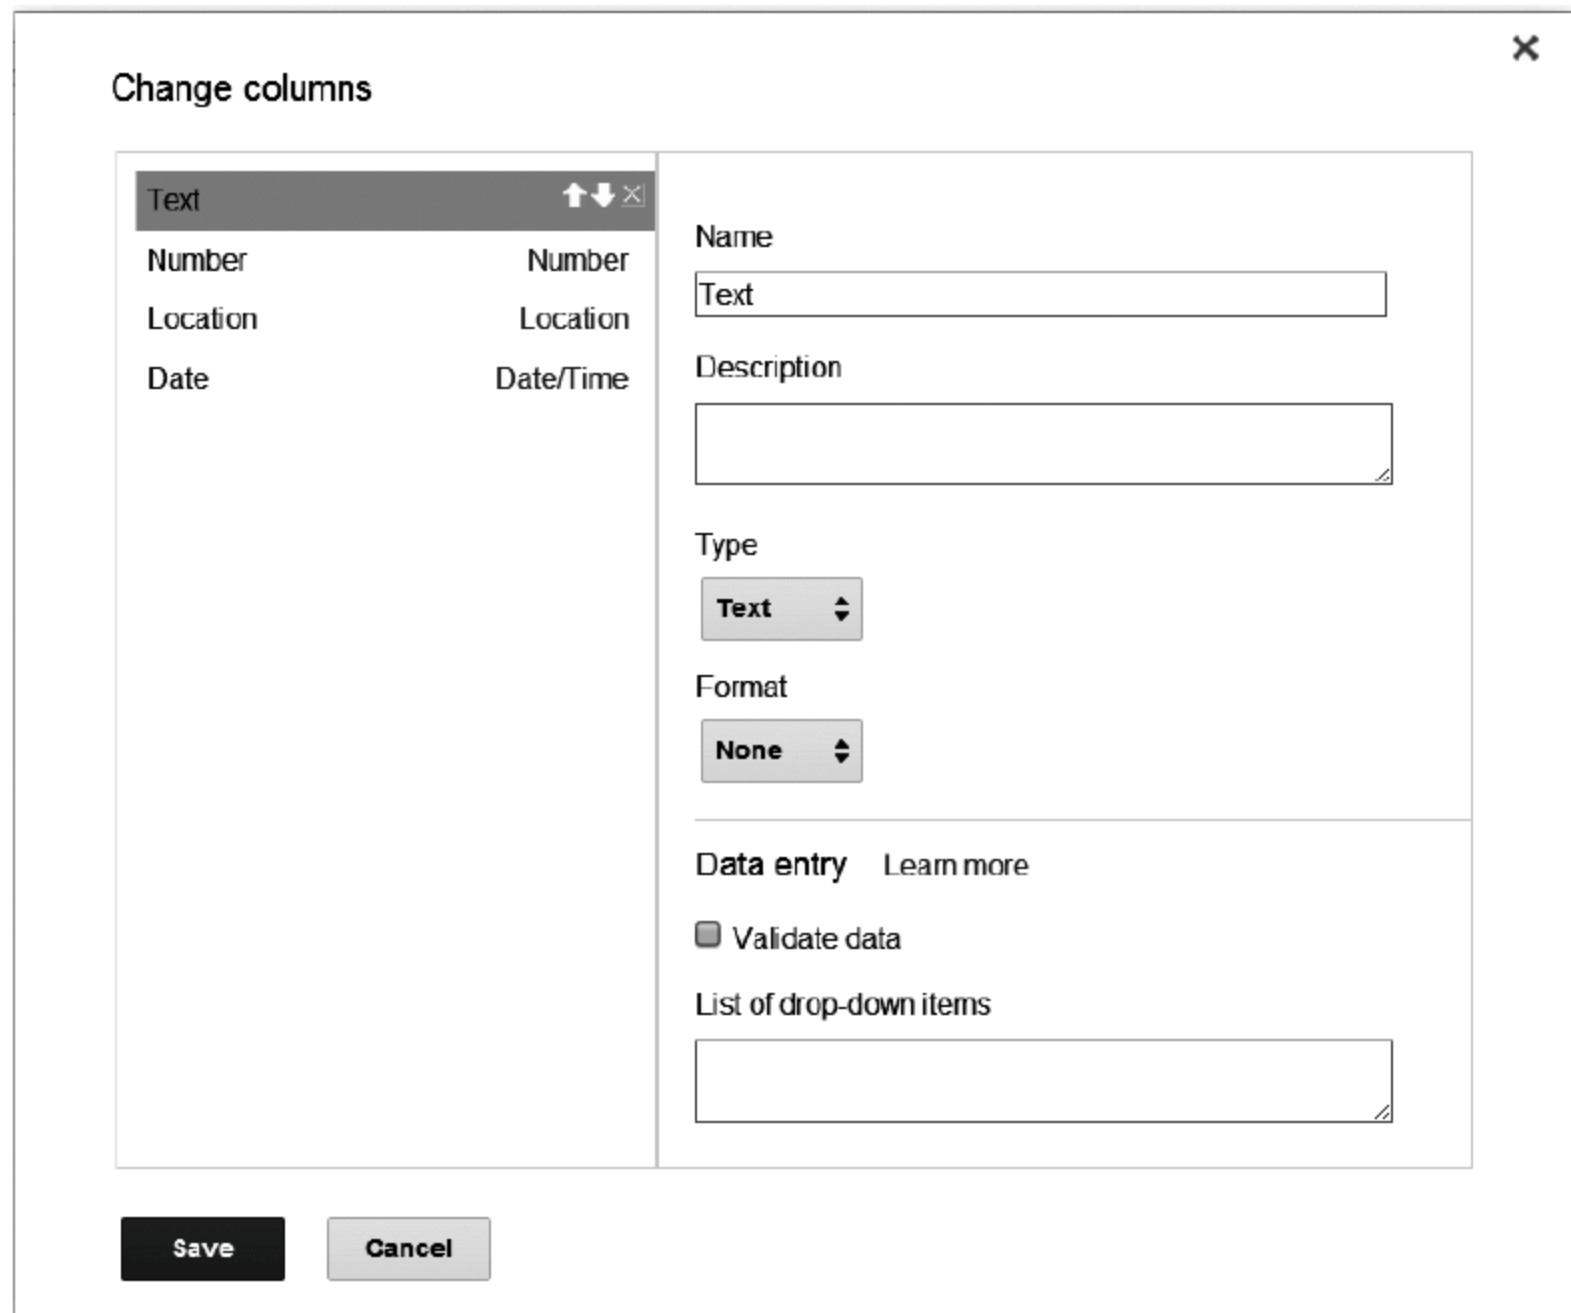 Change columns
Text
Number Number
Location Location
Date Date/Time
Name
Text
Description
Type
Text
Format
None
Data entry Learn more
Validate data
List of drop-down items
Save Cancel